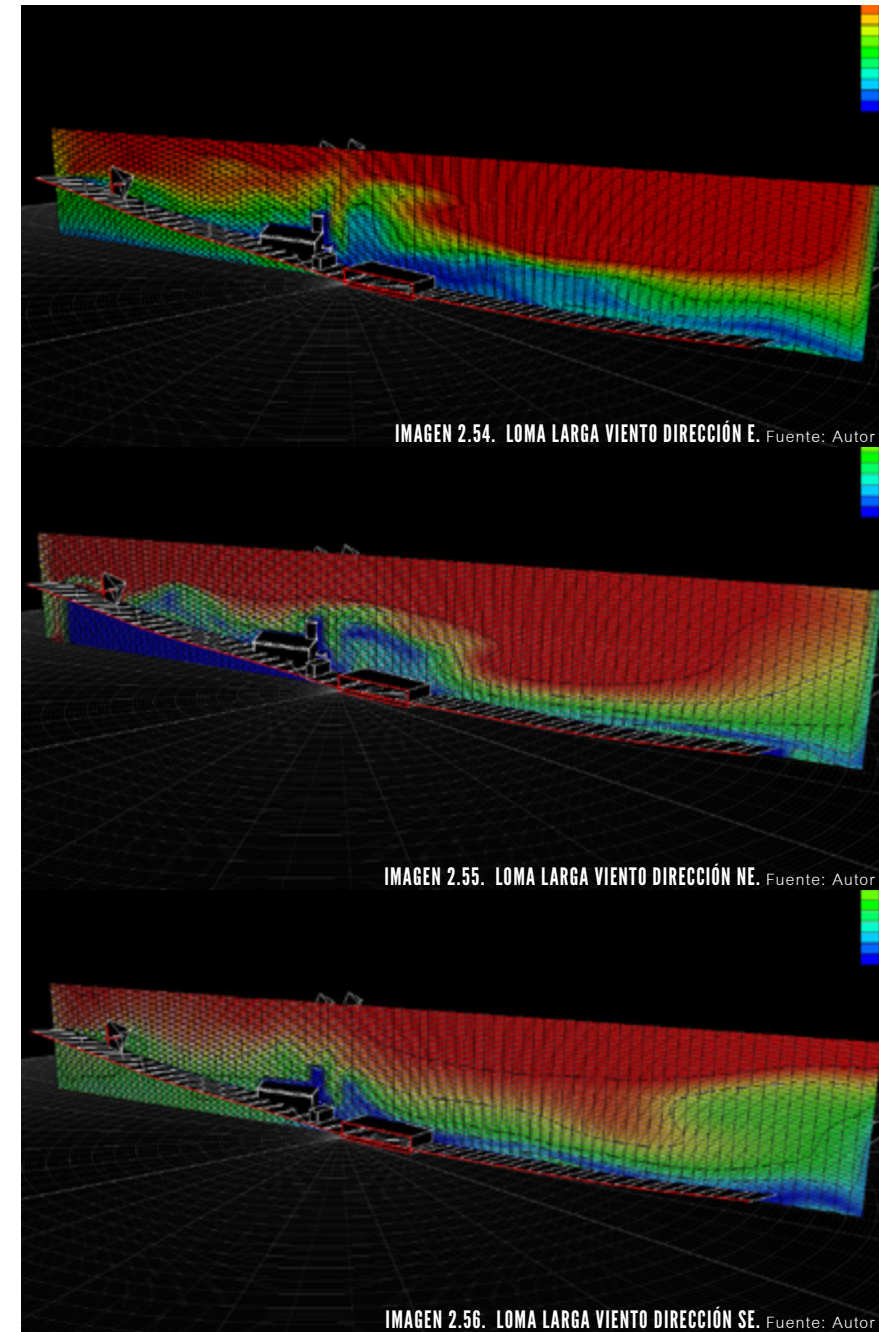 IMAGEN 2.54. LOMA LARGA VIENTO DIRECCIÓN E. Fuente: Autor
IMAGEN 2.55. LOMA LARGA VIENTO DIRECCIÓN NE. Fuente: Autor
IMAGEN 2.56. LOMA LARGA VIENTO DIRECCIÓN SE. Fuente: Autor